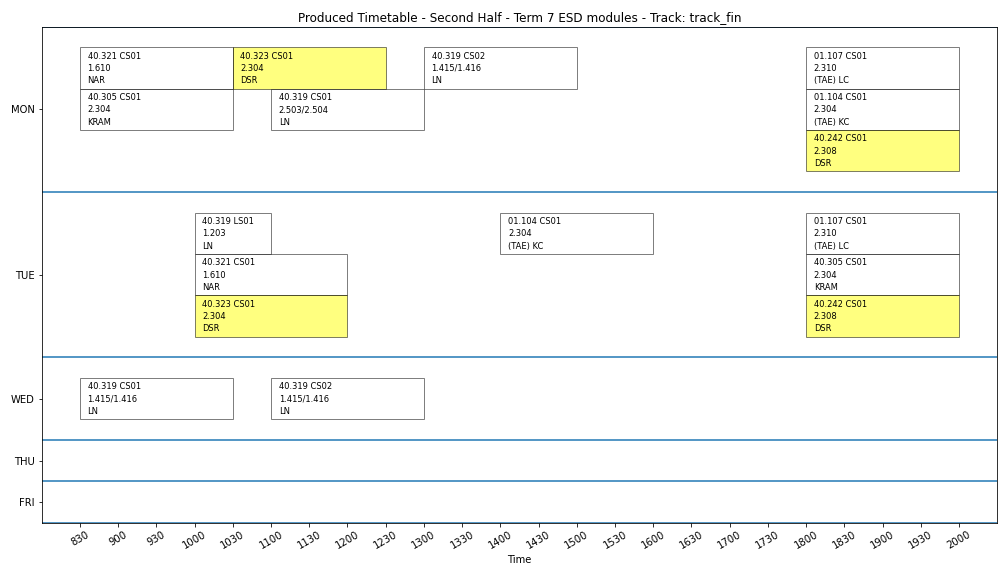 Produced Timetable - Second Half - Term 7 ESD modules - Track: track_fin
MON
40.321 CS01
1.610
NAR
40.323 CS01
2.304
DSR
40.319 CS02
1.415/1.416
LN
01.107 CS01
2.310
(TAE) LC
40.305 CS01
2.304
KRAM
40.319 CS01
2.503/2.504
LN
01.104 CS01
2.304
(TAE) KC
40.242 CS01
2.308
DSR
TUE
40.319 LS01
1.203
LN
01.104 CS01
2.304
(TAE) KC
01.107 CS01
2.310
(TAE) LC
40.321 CS01
1.610
NAR
40.305 CS01
2.304
KRAM
40.323 CS01
2.304
DSR
40.242 CS01
2.308
DSR
WED
40.319 CS01
1.415/1.416
LN
40.319 CS02
1.415/1.416
LN
THU
FRI
830 900 930 1000 1030 1100 1130 1200 1230 1300 1330 1400 1430 1500 1530 1600 1630 1700 1730 1800 1830 1900 1930 2000
Time